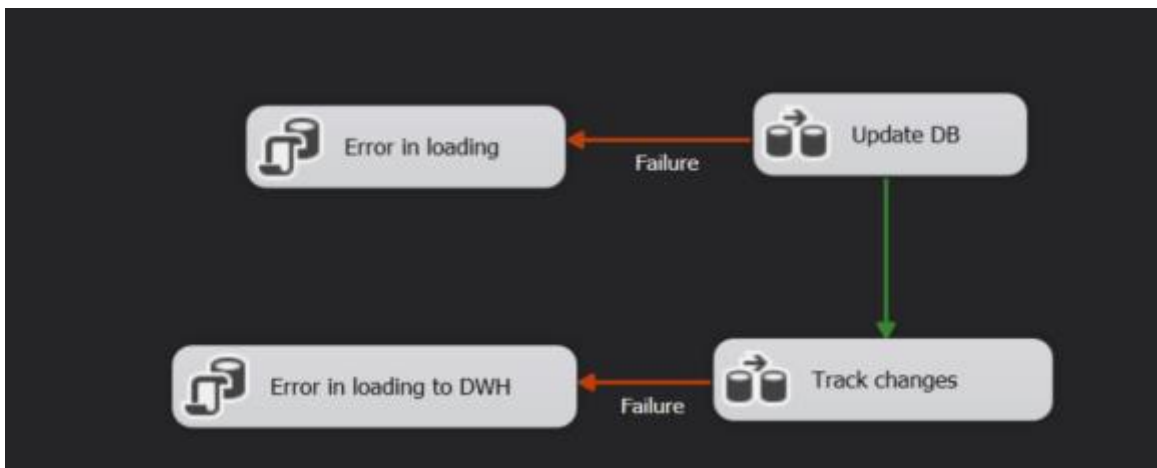 Error in loading
Failure
Update DB
Error in loading to DWH
Failure
Track changes